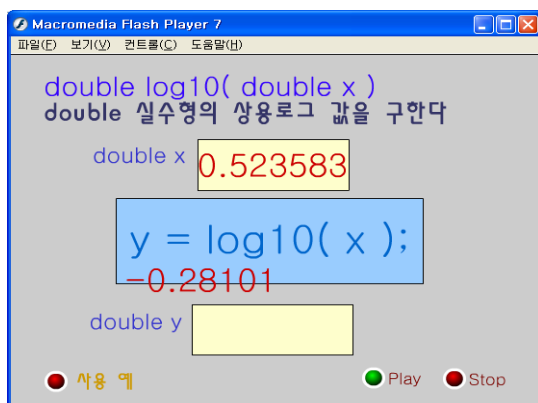 Macromedia Flash Player 7
파일(F) 보기(V) 컨트롤(C) 도움말(H)
double log10( double x )
double 실수형의 상용로그 값을 구한다
double x 0.523583
y = log10( x );
-0.28101
double y
사용 예 Play Stop